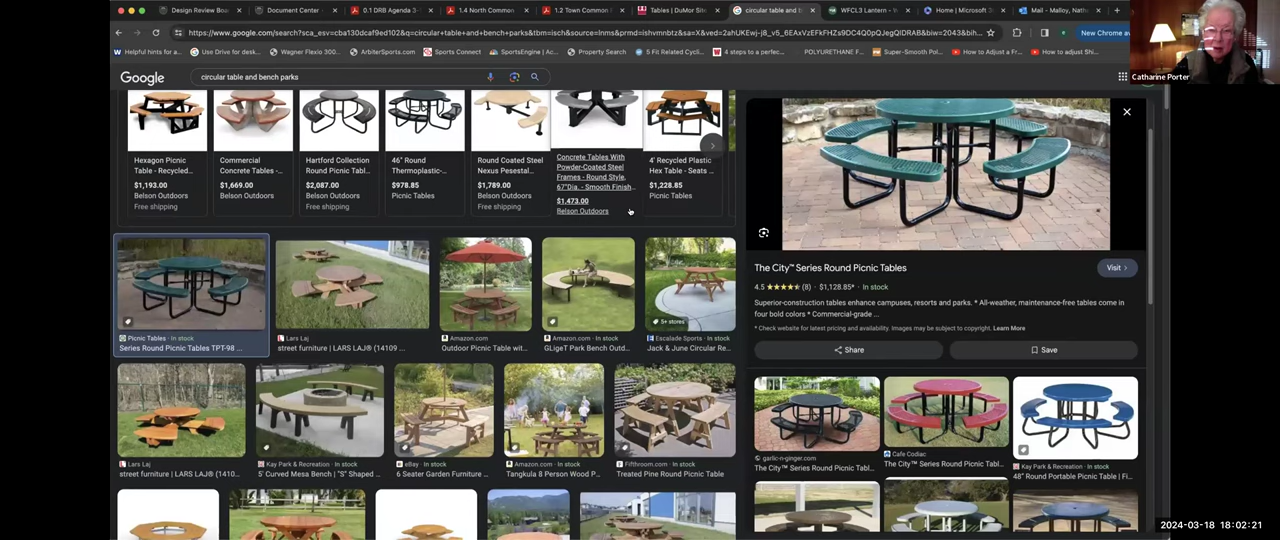 Design Review Board
Document Center
0.1 DRB Agenda 3-
1.4 North Common
1.2 Town Common
Tables | DuMor Site
circular table and b
WFCL3 Lantern - W
Home | Microsoft 3
Mail - Malloy, Nath
New Chrome av
Helpful hints for a...
Use Drive for desk...
Wagner Flexio 300...
ArbiterSports.com
Sports Connect
SportsEngine | Ac...
Property Search
5 Fit Related Cyclin...
4 steps to a perfec...
POLYURETHANE F...
Super-Smooth Pol...
How to Adjust a Fr...
How to adjust Shi...
Catharine Porter
Google
circular table and bench parks
Hexagon Picnic
Table - Recycled...
$1,193.00
Belson Outdoors
Free shipping
Commercial
Concrete Tables -...
$1,669.00
Belson Outdoors
Hartford Collection
Round Picnic Tabl...
$2,087.00
Belson Outdoors
Free shipping
46" Round
Thermoplastic-...
$978.85
Picnic Tables
Round Coated Steel
Nexus Pesestal...
$1,789.00
Belson Outdoors
Free shipping
Concrete Tables With
Powder-Coated Steel
Frames - Round Style,
67"Dia. - Smooth Finish...
$1,473.00
Belson Outdoors
4' Recycled Plastic
Hex Table - Seats ...
$1,228.85
Picnic Tables
Picnic Tables · In stock
Series Round Picnic Tables TPT-98 ...
Lars Laj
street furniture | LARS LAJ (14109 ...
Amazon.com
Outdoor Picnic Table wit...
Amazon.com · In stock
GLigeT Park Bench Outd...
5+ stores
Escalade Sports · In stock
Jack & June Circular Re...
Lars Laj
street furniture | LARS LAJ® (1410...
Kay Park & Recreation · In stock
5' Curved Mesa Bench | "S" Shaped ...
eBay · In stock
6 Seater Garden Furniture ...
Amazon.com · In stock
Tangkula 8 Person Wood P...
Fifthroom.com · In stock
Treated Pine Round Picnic Table
The City™ Series Round Picnic Tables
Visit
4.5 (8) · $1,128.85* · In stock
Superior-construction tables enhance campuses, resorts and parks. * All-weather, maintenance-free tables come in
four bold colors * Commercial-grade ...
* Check website for latest pricing and availability. Images may be subject to copyright. Learn More
Share
Save
garlic-n-ginger.com
The City™ Series Round Picnic Tabl...
Cafe Codiac
The City™ Series Round Picnic Tabl...
Kay Park & Recreation · In stock
48" Round Portable Picnic Table | Fl...
2024-03-18 18:02:21